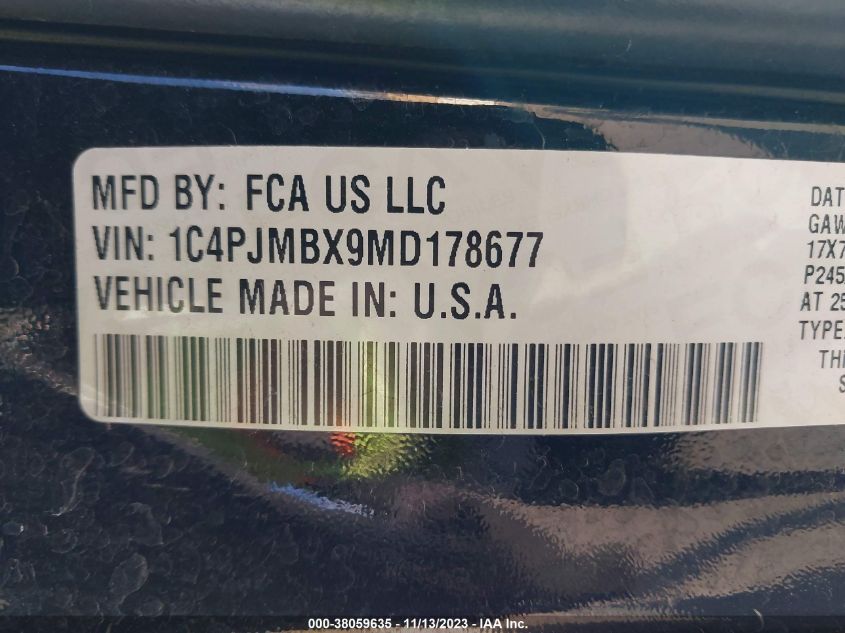 MFD BY: FCA US LLC
VIN: 1C4PJMBX9MD178677
VEHICLE MADE IN: U.S.A.
DAT
GAW
17X7
P245
AT 25
TYPE:
THI
S
000-38059635 - 11/13/2023 - IAA Inc.